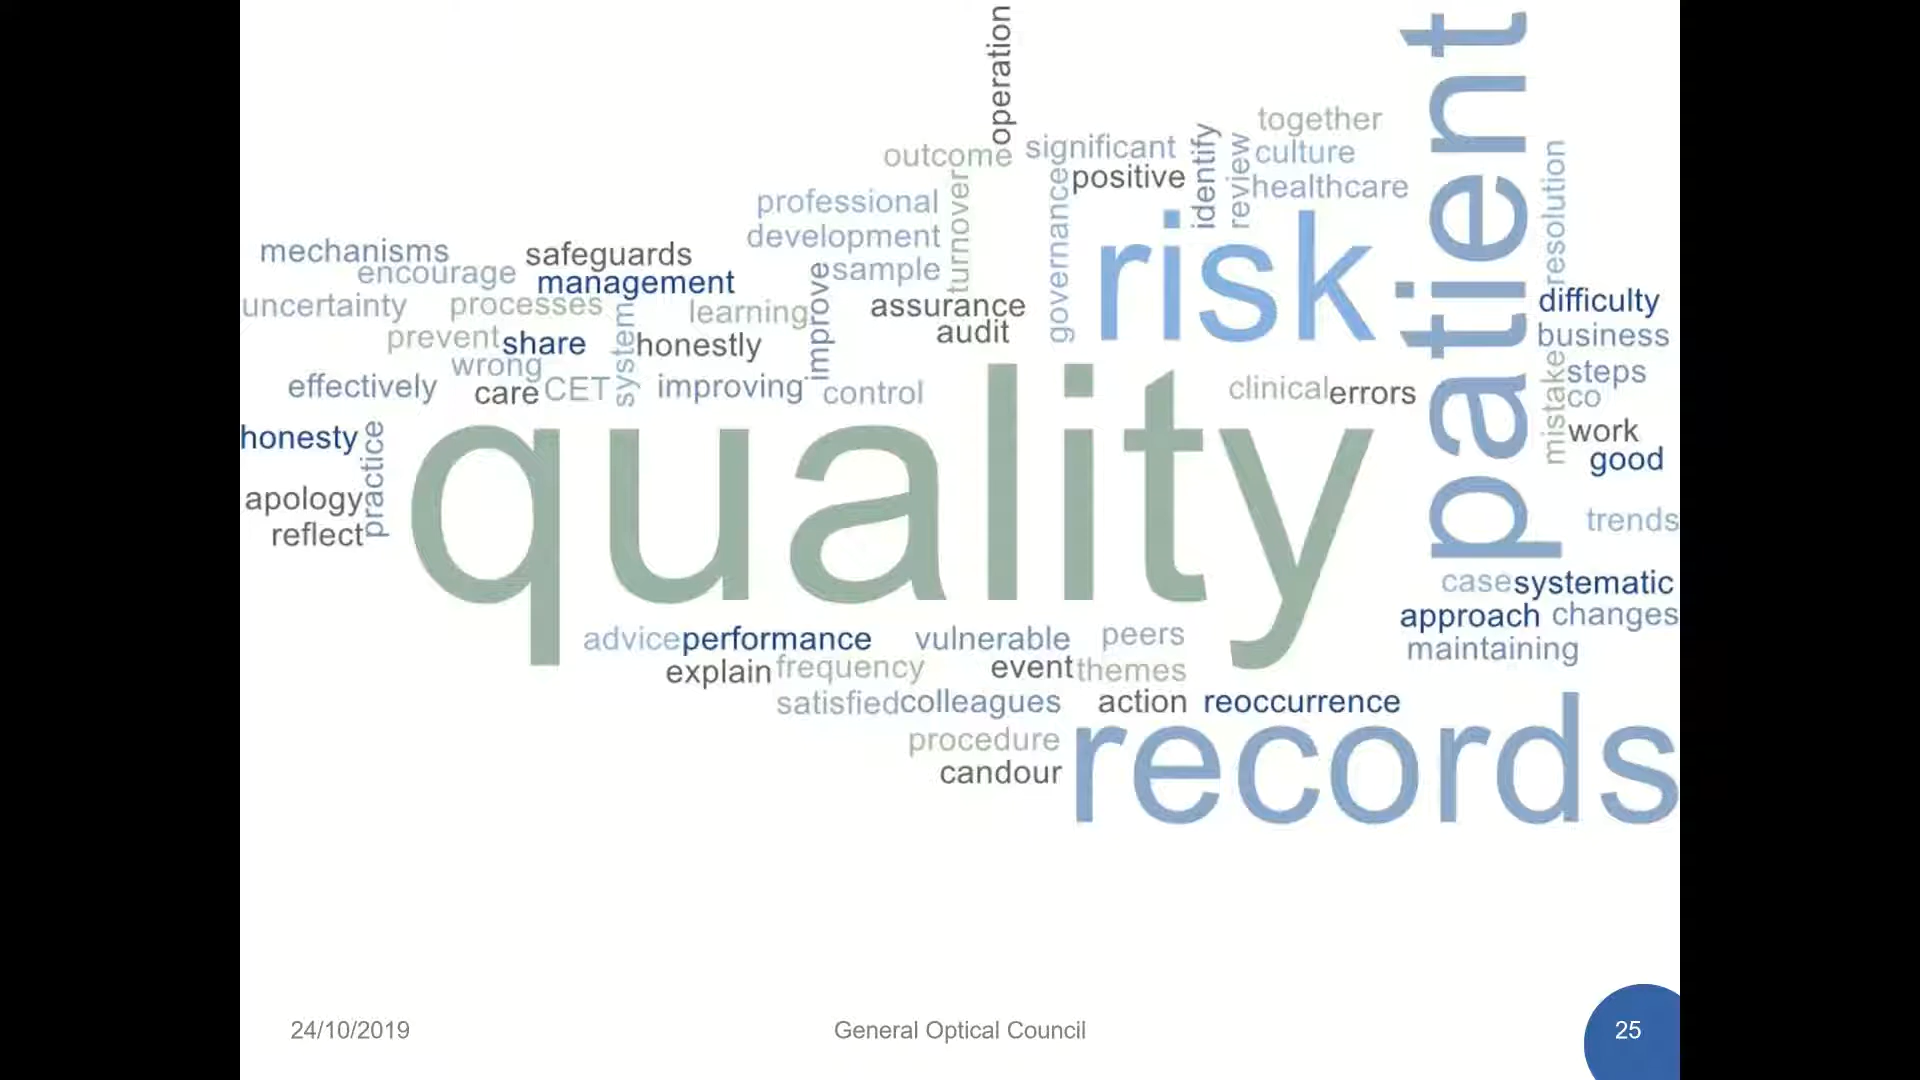 operation
together
outcome
significant
identify
review
culture
positive
healthcare
patient
resolution
professional
turnover
governance
risk
development
mechanisms
safeguards
encourage
management
improve
sample
uncertainty
processes
learning
assurance
difficulty
prevent
share
system
honestly
audit
business
wrong
mistake
steps
effectively
care
CET
improving
control
clinical
errors
co
work
honesty
practice
quality
good
apology
reflect
trends
case
systematic
approach
changes
advice
performance
vulnerable
peers
maintaining
explain
frequency
event
themes
satisfied
colleagues
action
reoccurrence
procedure
records
candour
24/10/2019
General Optical Council
25